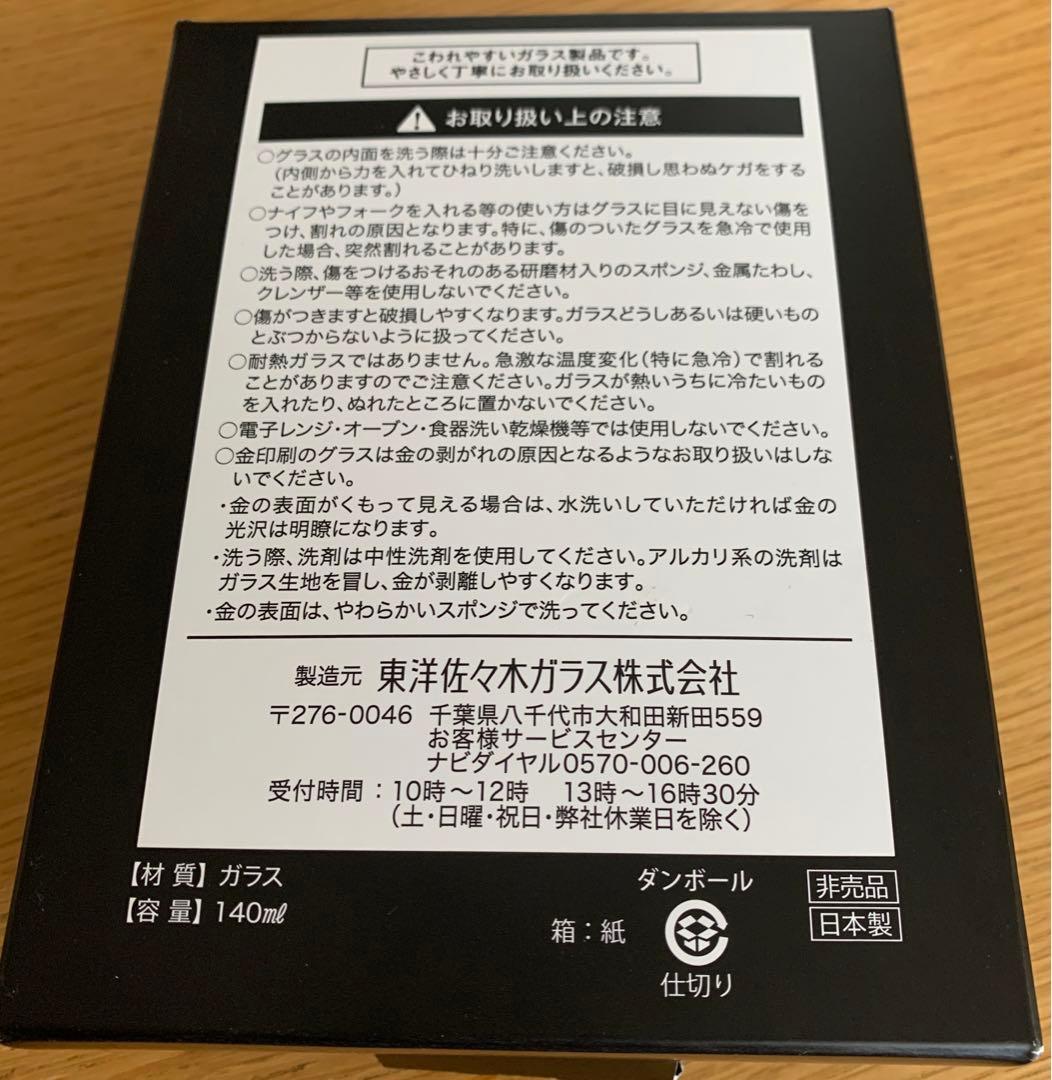 こわれやすいガラス製品です。
やさしく丁寧にお取り扱いください。
お取り扱い上の注意
○グラスの内面を洗う際は十分ご注意ください。
(内側から力を入れてひねり洗いしますと、破損し思わぬケガをする
ことがあります。)
○ナイフやフォークを入れる等の使い方はグラスに目に見えない傷を
つけ、割れの原因となります。特に、傷のついたグラスを急冷で使用
した場合、突然割れることがあります。
○洗う際、傷をつけるおそれのある研磨材入りのスポンジ、金属たわし、
クレンザー等を使用しないでください。
○傷がつきますと破損しやすくなります。ガラスどうしあるいは硬いもの
とぶつからないように扱ってください。
○耐熱ガラスではありません。急激な温度変化(特に急冷)で割れる
ことがありますのでご注意ください。ガラスが熱いうちに冷たいもの
を入れたり、ぬれたところに置かないでください。
○電子レンジ・オーブン・食器洗い乾燥機等では使用しないでください。
○金印刷のグラスは金の剥がれの原因となるようなお取り扱いはしな
いでください。
・金の表面がくもって見える場合は、水洗いしていただければ金の
光沢は明瞭になります。
・洗う際、洗剤は中性洗剤を使用してください。アルカリ系の洗剤は
ガラス生地を冒し、金が剥離しやすくなります。
・金の表面は、やわらかいスポンジで洗ってください。
製造元 東洋佐々木ガラス株式会社
〒276-0046 千葉県八千代市大和田新田559
お客様サービスセンター
ナビダイヤル0570-006-260
受付時間：10時～12時 13時～16時30分
(土・日曜・祝日・弊社休業日を除く)
【材 質】ガラス
【容 量】140㎖
箱：紙
ダンボール
仕切り
非売品
日本製